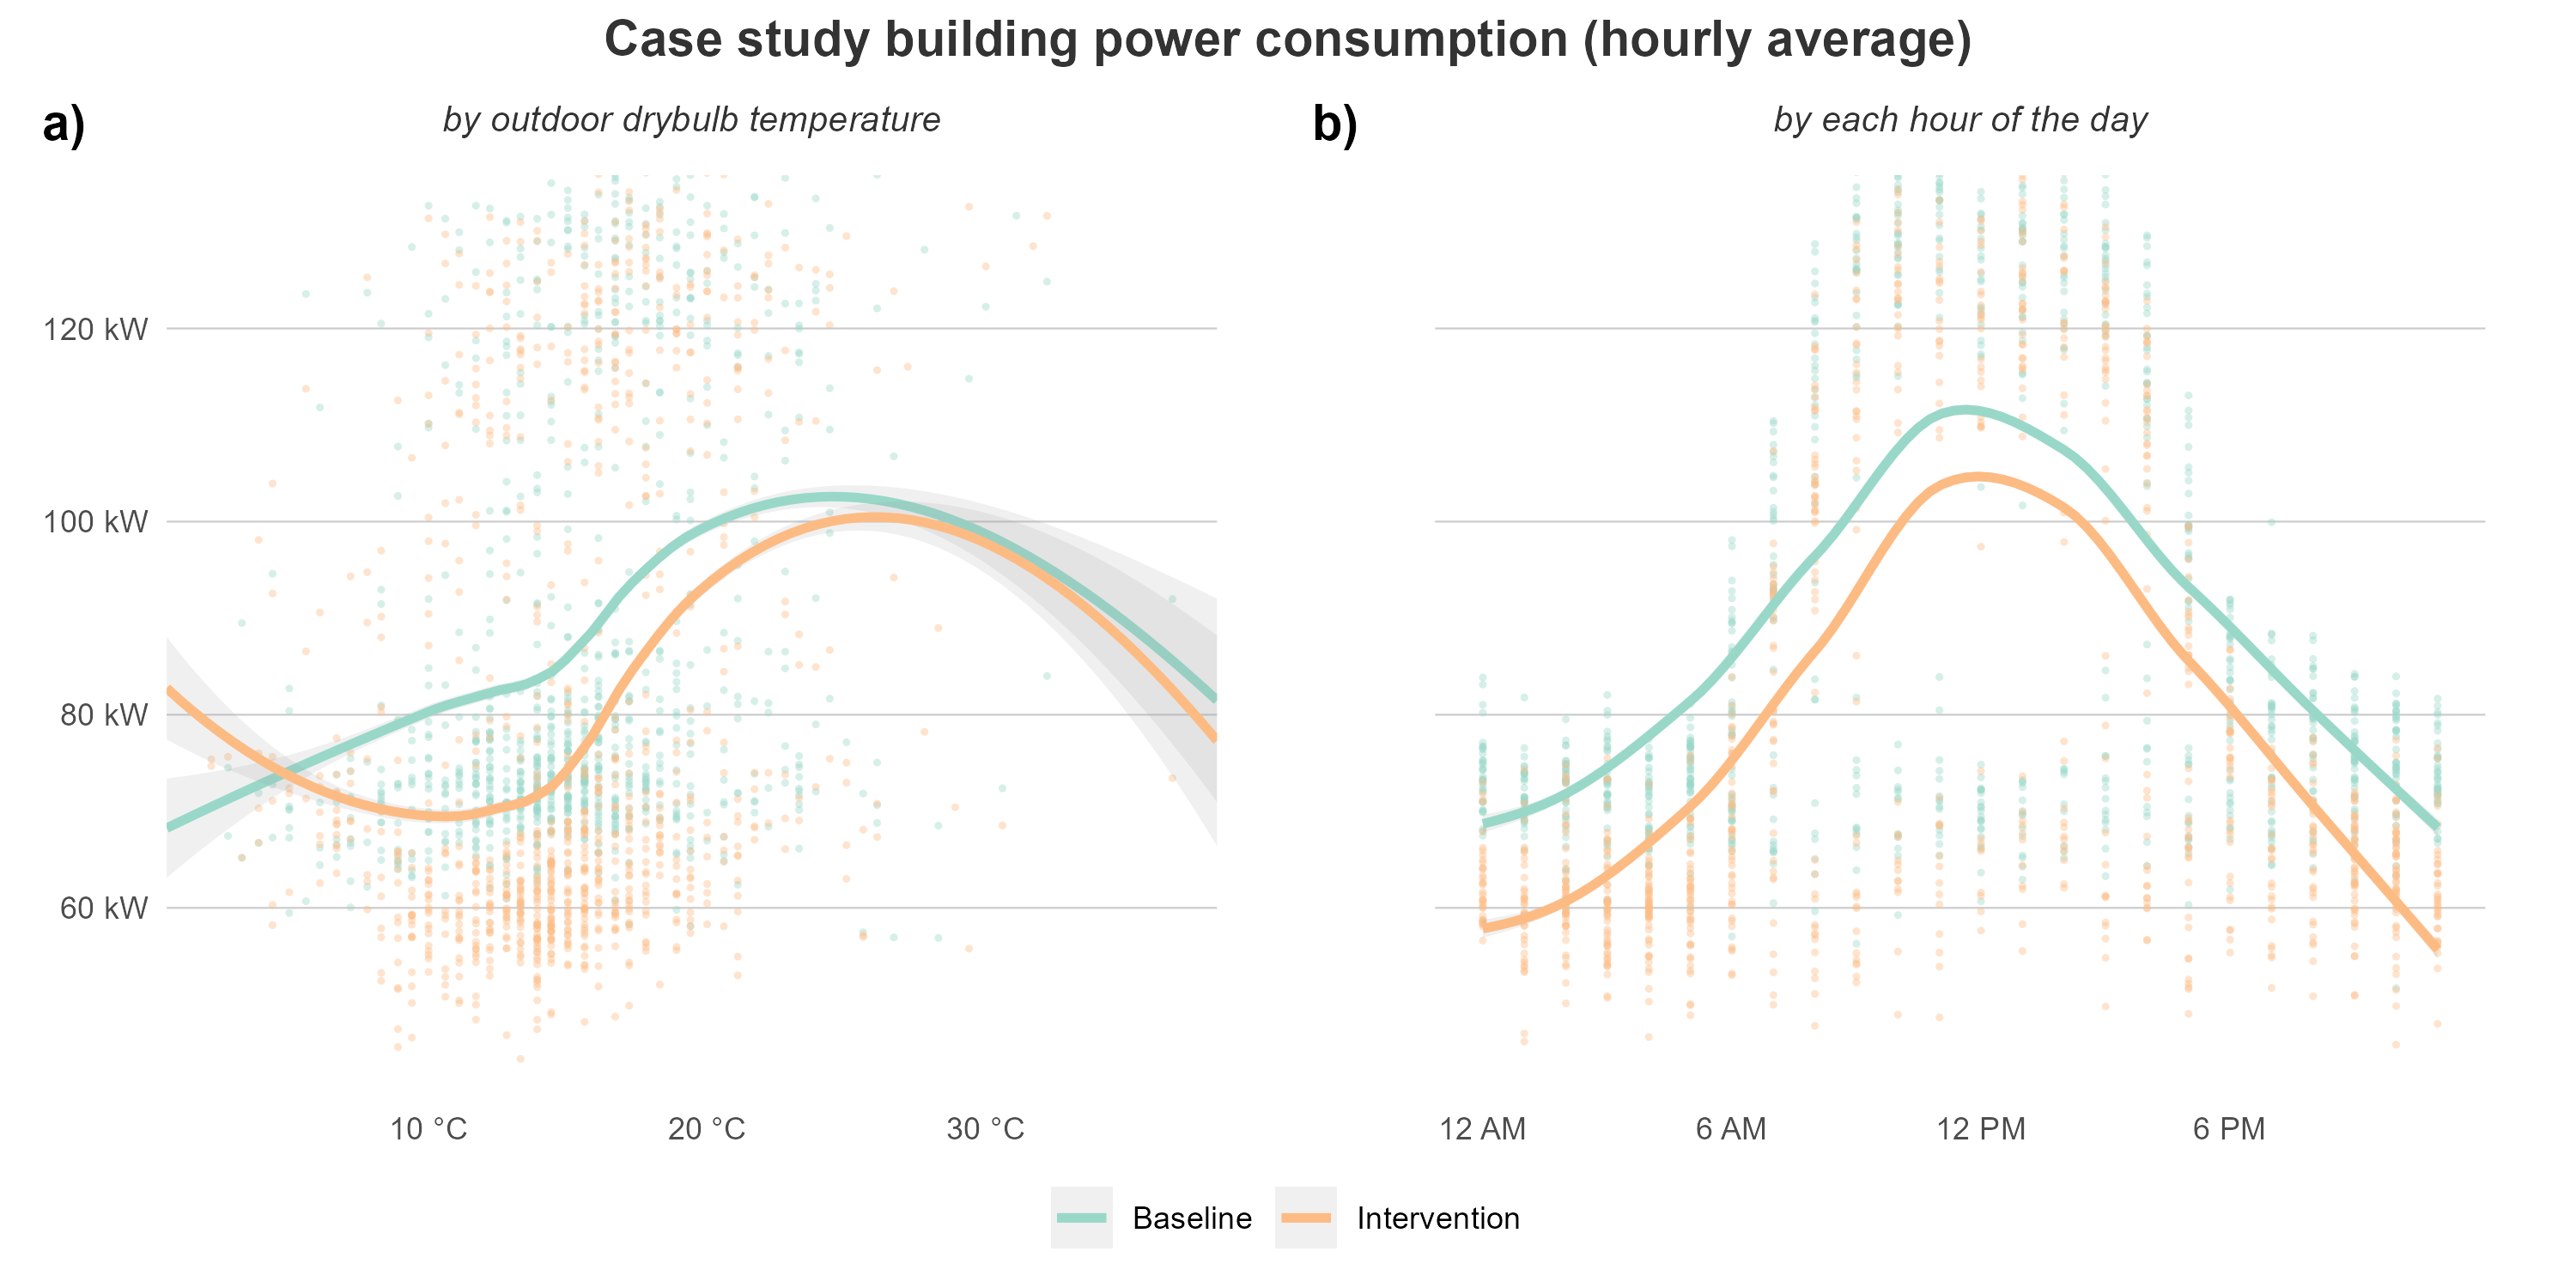 Case study building power consumption (hourly average)
a)
by outdoor drybulb temperature
120 kW
100 kW
80 kW
60 kW
10 °C 20 °C 30 °C
b)
by each hour of the day
12 AM 6 AM 12 PM 6 PM
Baseline Intervention